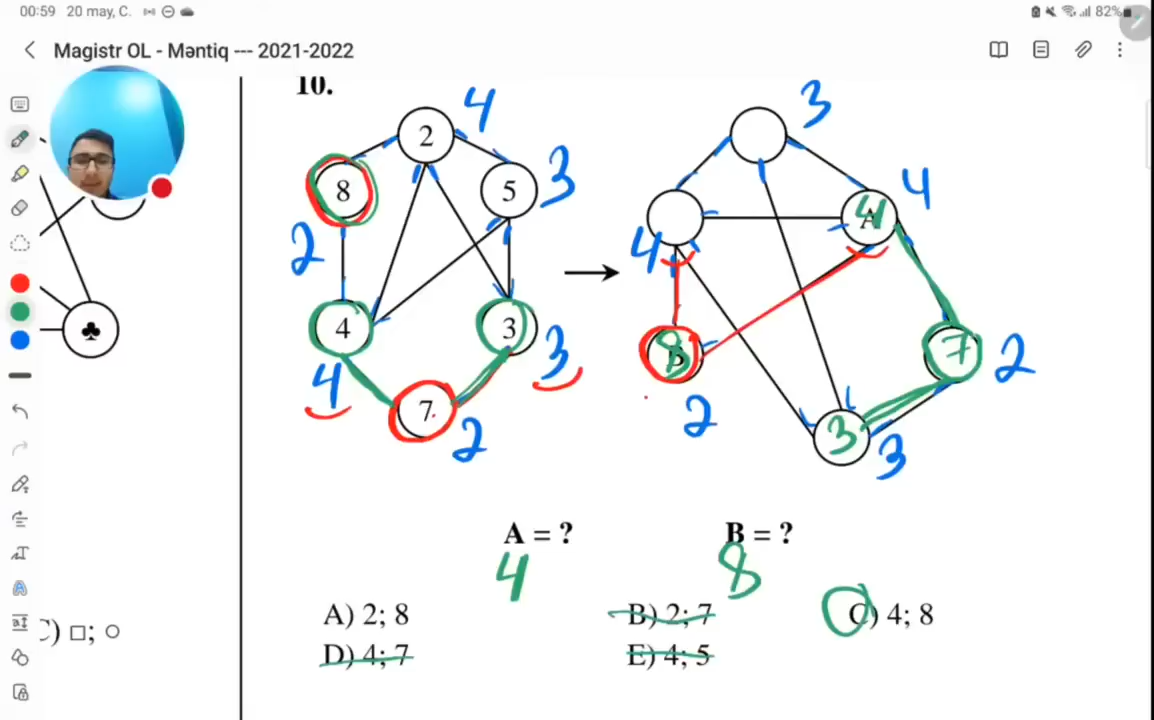 00:59 20 may, C. 82%
Magistr OL - Məntiq --- 2021-2022
10.
2 4
8 5 3
2
4 3
4 3
7 2
3
4 4
4
8 7 2
2
3 3
A = ? B = ?
4 8
A) 2; 8 B) 2; 7 C) 4; 8
D) 4; 7 E) 4; 5
C) □; ○